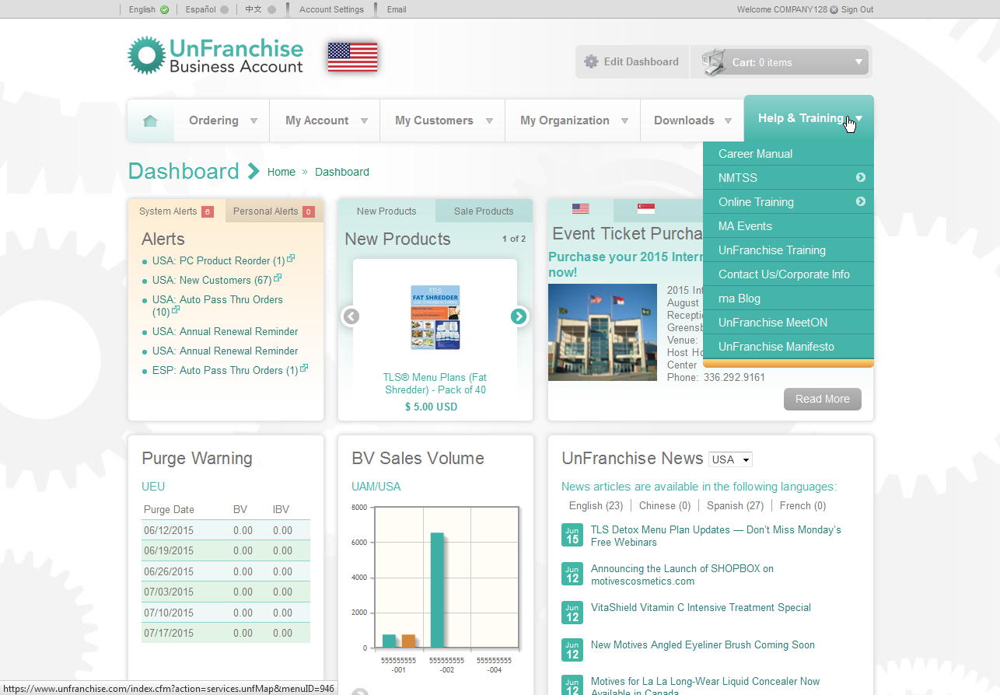 English Español 中文 Account Settings Email Welcome COMPANY128 Sign Out
UnFranchise
Business Account
Edit Dashboard Cart: 0 items
Ordering My Account My Customers My Organization Downloads Help & Training
Career Manual
NMTSS
Online Training
MA Events
UnFranchise Training
Contact Us/Corporate Info
ma Blog
UnFranchise MeetON
UnFranchise Manifesto
Dashboard Home » Dashboard
System Alerts 6 Personal Alerts 0
Alerts
USA: PC Product Reorder (1)
USA: New Customers (67)
USA: Auto Pass Thru Orders
(10)
USA: Annual Renewal Reminder
USA: Annual Renewal Reminder
ESP: Auto Pass Thru Orders (1)
New Products Sale Products
New Products 1 of 2
TLS
FAT SHREDDER
TLS® Menu Plans (Fat
Shredder) - Pack of 40
$ 5.00 USD
Event Ticket Purcha
Purchase your 2015 Intern
now!
2015 Int
August
Recepti
Greensb
Venue:
Host Ho
Center
Phone: 336.292.9161
Read More
Purge Warning
UEU
Purge Date BV IBV
06/12/2015 0.00 0.00
06/19/2015 0.00 0.00
06/26/2015 0.00 0.00
07/03/2015 0.00 0.00
07/10/2015 0.00 0.00
07/17/2015 0.00 0.00
BV Sales Volume
UAM/USA
8000
6000
4000
2000
0
555555555 555555555 555555555
-001 -002 -004
UnFranchise News USA
News articles are available in the following languages:
English (23) Chinese (0) Spanish (27) French (0)
Jun
15
TLS Detox Menu Plan Updates — Don't Miss Monday's
Free Webinars
Jun
12
Announcing the Launch of SHOPBOX on
motivescosmetics.com
Jun
12
VitaShield Vitamin C Intensive Treatment Special
Jun
12
New Motives Angled Eyeliner Brush Coming Soon
Jun
12
Motives for La La Long-Wear Liquid Concealer Now
Available in Canada
https://www.unfranchise.com/index.cfm?action=services.unfMap&menuID=946